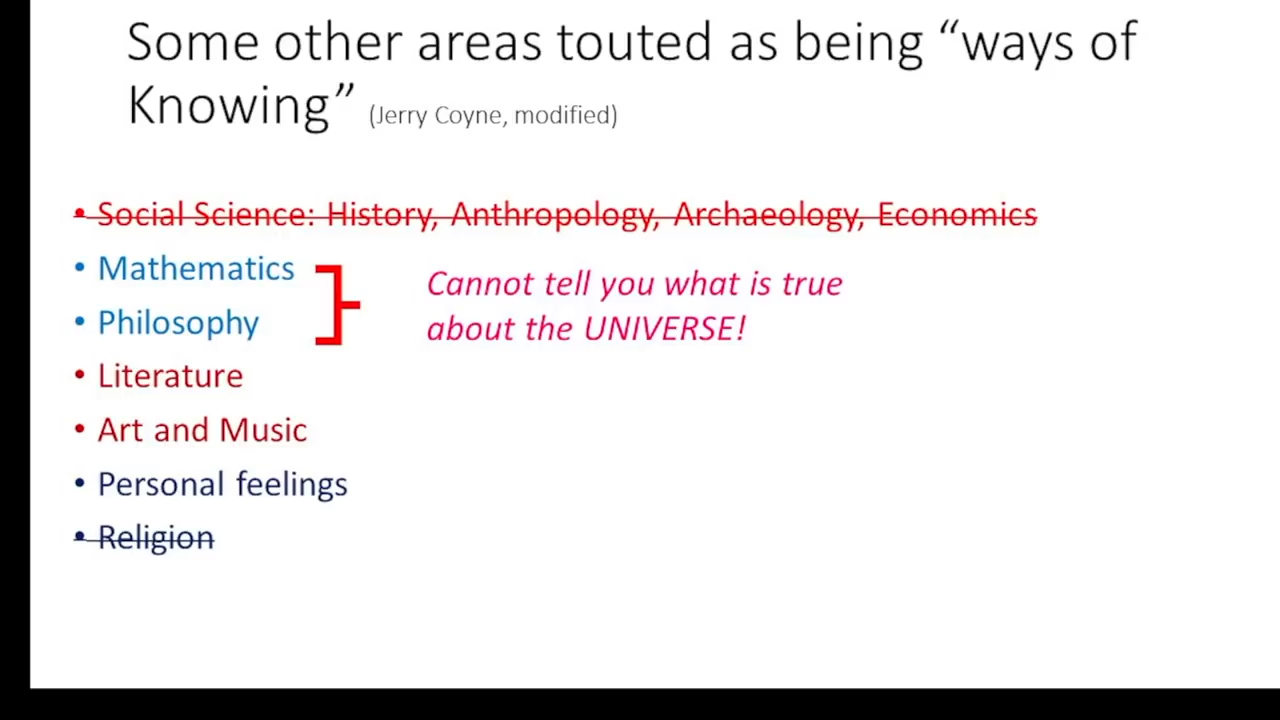 Some other areas touted as being “ways of
Knowing” (Jerry Coyne, modified)
• Social Science: History, Anthropology, Archaeology, Economics
• Mathematics
• Philosophy
Cannot tell you what is true
about the UNIVERSE!
• Literature
• Art and Music
• Personal feelings
• Religion